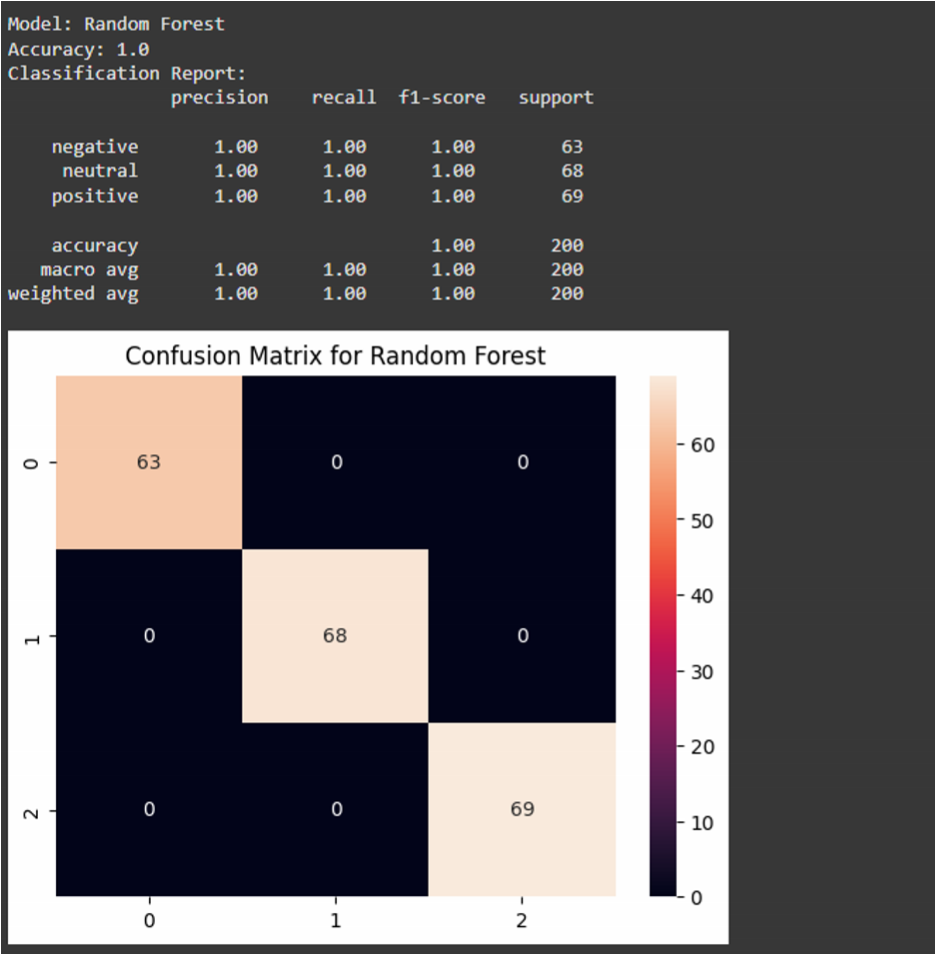 Model: Random Forest
Accuracy: 1.0
Classification Report:
precision recall f1-score support
negative 1.00 1.00 1.00 63
neutral 1.00 1.00 1.00 68
positive 1.00 1.00 1.00 69
accuracy 1.00 200
macro avg 1.00 1.00 1.00 200
weighted avg 1.00 1.00 1.00 200
Confusion Matrix for Random Forest
60
0 63 0 0
50
40
1 0 68 0
30
20
2 0 0 69
10
0
0 1 2